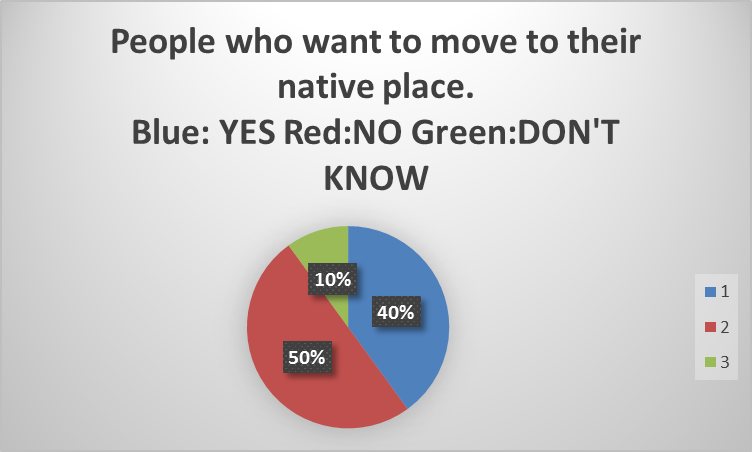 People who want to move to their
native place.
Blue: YES Red:NO Green:DON'T
KNOW
10%
40%
50%
1
2
3